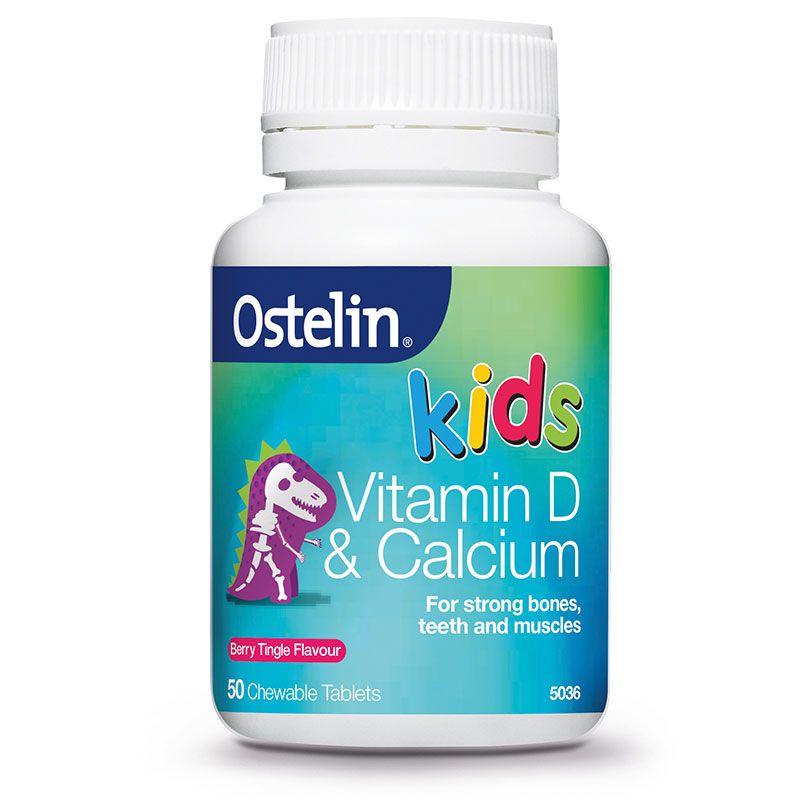 Ostelin®
kids
Vitamin D
& Calcium
For strong bones,
teeth and muscles
Berry Tingle Flavour
50 Chewable Tablets
5036